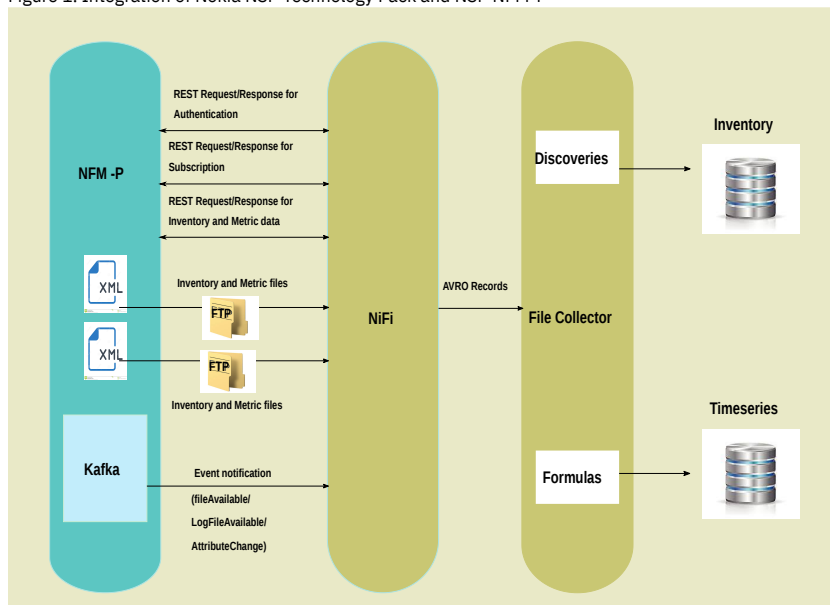 REST Request/Response for
Authentication
REST Request/Response for
Subscription
NFM -P
REST Request/Response for
Inventory and Metric data
XML
Inventory and Metric files
FTP
XML
FTP
Inventory and Metric files
Kafka
Event notification
(fileAvailable/
LogFileAvailable/
AttributeChange)
NiFi
AVRO Records
Discoveries
File Collector
Formulas
Inventory
Timeseries